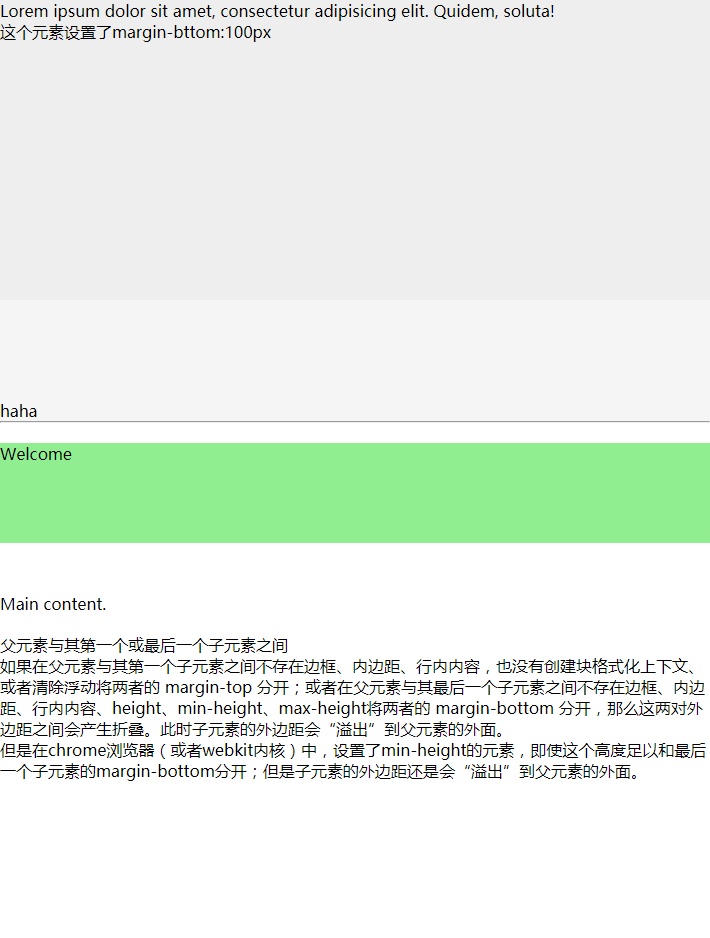 Lorem ipsum dolor sit amet, consectetur adipisicing elit. Quidem, soluta!
这个元素设置了margin-bttom:100px
haha
Welcome
Main content.
父元素与其第一个或最后一个子元素之间
如果在父元素与其第一个子元素之间不存在边框、内边距、行内内容，也没有创建块格式化上下文、
或者清除浮动将两者的 margin-top 分开；或者在父元素与其最后一个子元素之间不存在边框、内边
距、行内内容、height、min-height、max-height将两者的 margin-bottom 分开，那么这两对外
边距之间会产生折叠。此时子元素的外边距会“溢出”到父元素的外面。
但是在chrome浏览器（或者webkit内核）中，设置了min-height的元素，即使这个高度足以和最后
一个子元素的margin-bottom分开；但是子元素的外边距还是会“溢出”到父元素的外面。